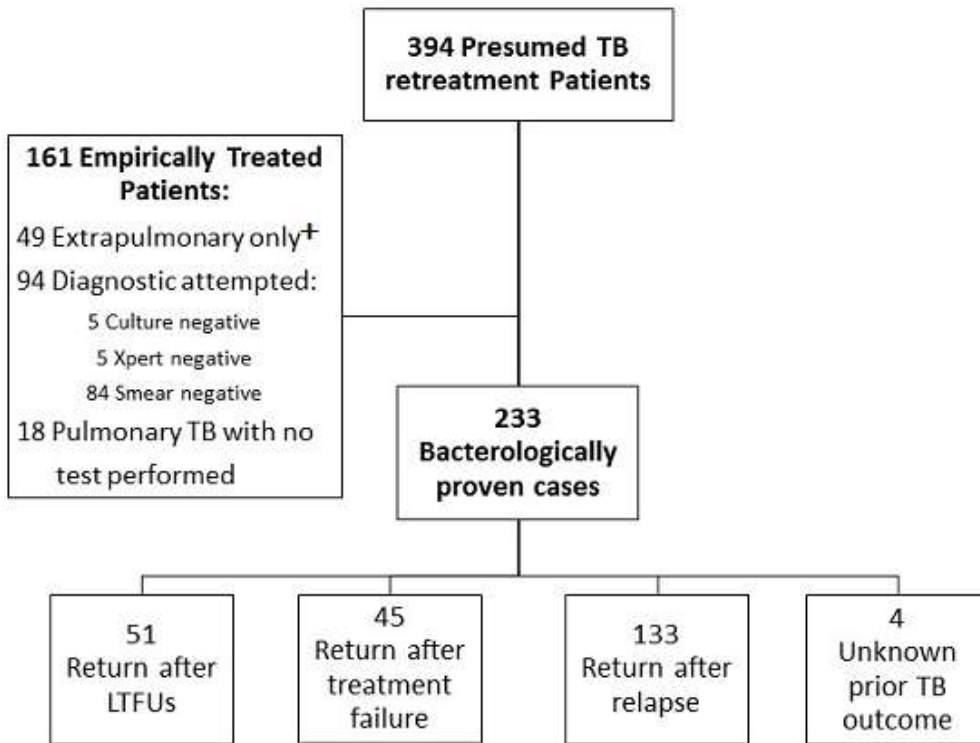 394 Presumed TB
retreatment Patients
161 Empirically Treated
Patients:
49 Extrapulmonary only+
94 Diagnostic attempted:
5 Culture negative
5 Xpert negative
84 Smear negative
18 Pulmonary TB with no
test performed
233
Bacteriologically
proven cases
51
Return after
LTFUs
45
Return after
treatment
failure
133
Return after
relapse
4
Unknown
prior TB
outcome